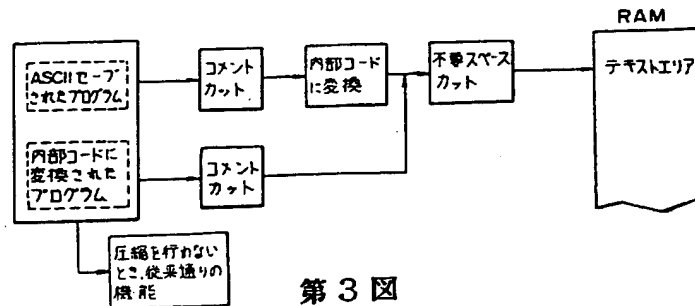 RAM
ASCIIセーブ
されたプログラム
コメント
カット
内部コード
に変換
不要スペース
カット
テキストエリア
内部コードに
変換された
プログラム
コメント
カット
圧縮を行わない
とき、従来通りの
機能
第3図